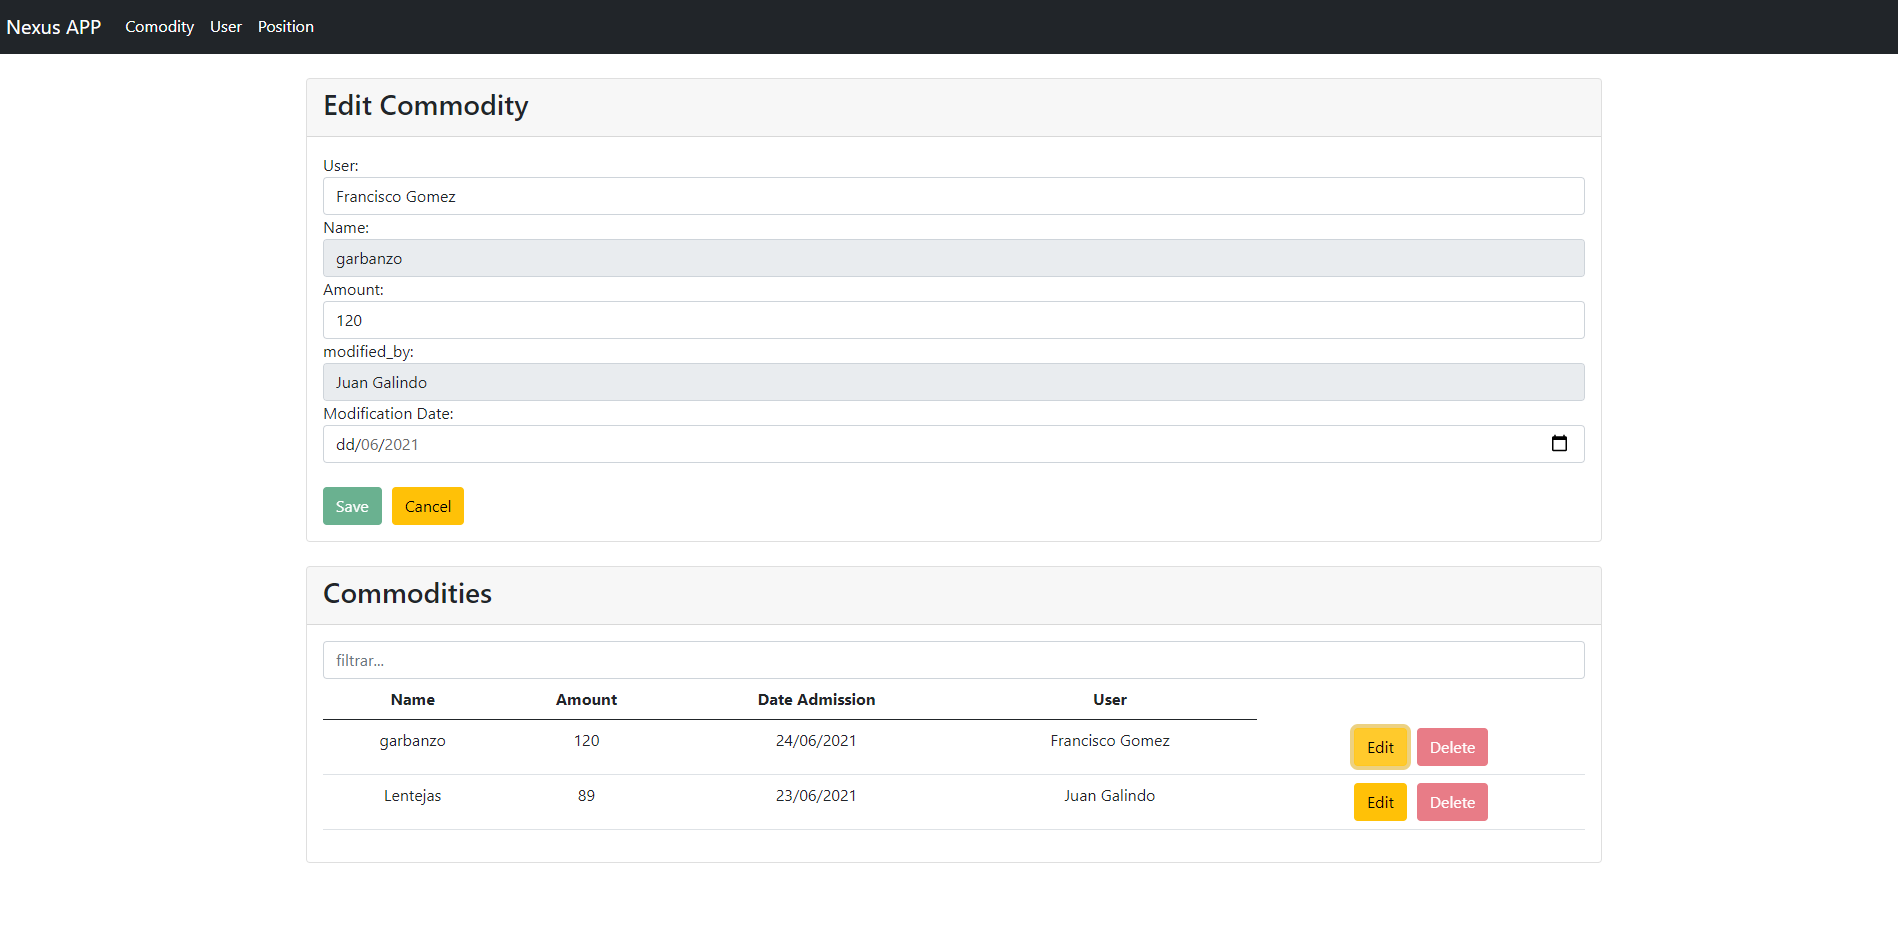 Nexus APP Comodity User Position
Edit Commodity
User:
Francisco Gomez
Name:
garbanzo
Amount:
120
modified_by:
Juan Galindo
Modification Date:
dd/06/2021
Save Cancel
Commodities
filtrar...
Name Amount Date Admission User
garbanzo 120 24/06/2021 Francisco Gomez Edit Delete
Lentejas 89 23/06/2021 Juan Galindo Edit Delete